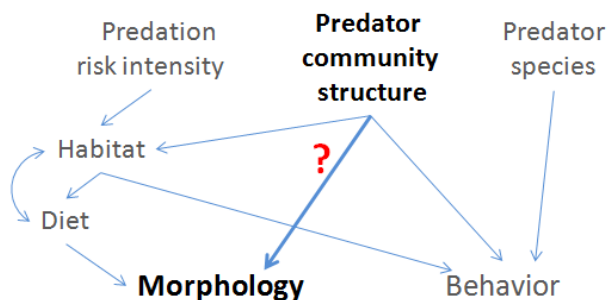 Predation
risk intensity
Predator
community
structure
Predator
species
Habitat
?
Diet
Morphology
Behavior